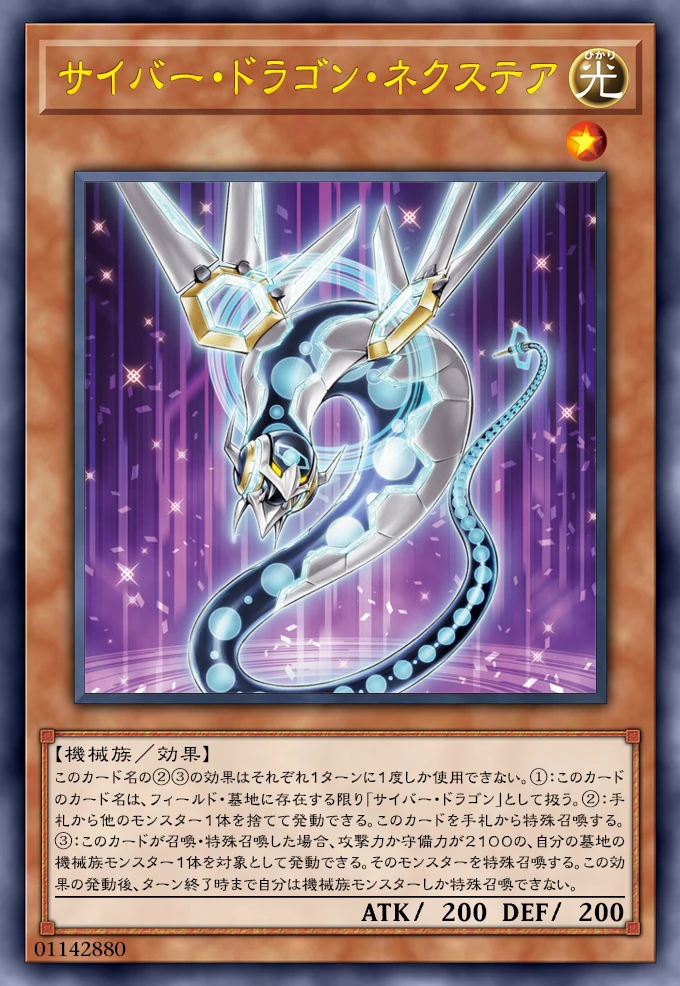 サイバー・ドラゴン・ネクステア
ひかり
光
【機械族／効果】
このカード名の②③の効果はそれぞれ1ターンに1度しか使用できない。①：このカード
のカード名は、フィールド・墓地に存在する限り「サイバー・ドラゴン」として扱う。②：手
札から他のモンスター1体を捨てて発動できる。このカードを手札から特殊召喚する。
③：このカードが召喚・特殊召喚した場合、攻撃力か守備力が2100の、自分の墓地の
機械族モンスター1体を対象として発動できる。そのモンスターを特殊召喚する。この効
果の発動後、ターン終了時まで自分は機械族モンスターしか特殊召喚できない。
ATK/ 200 DEF/ 200
01142880